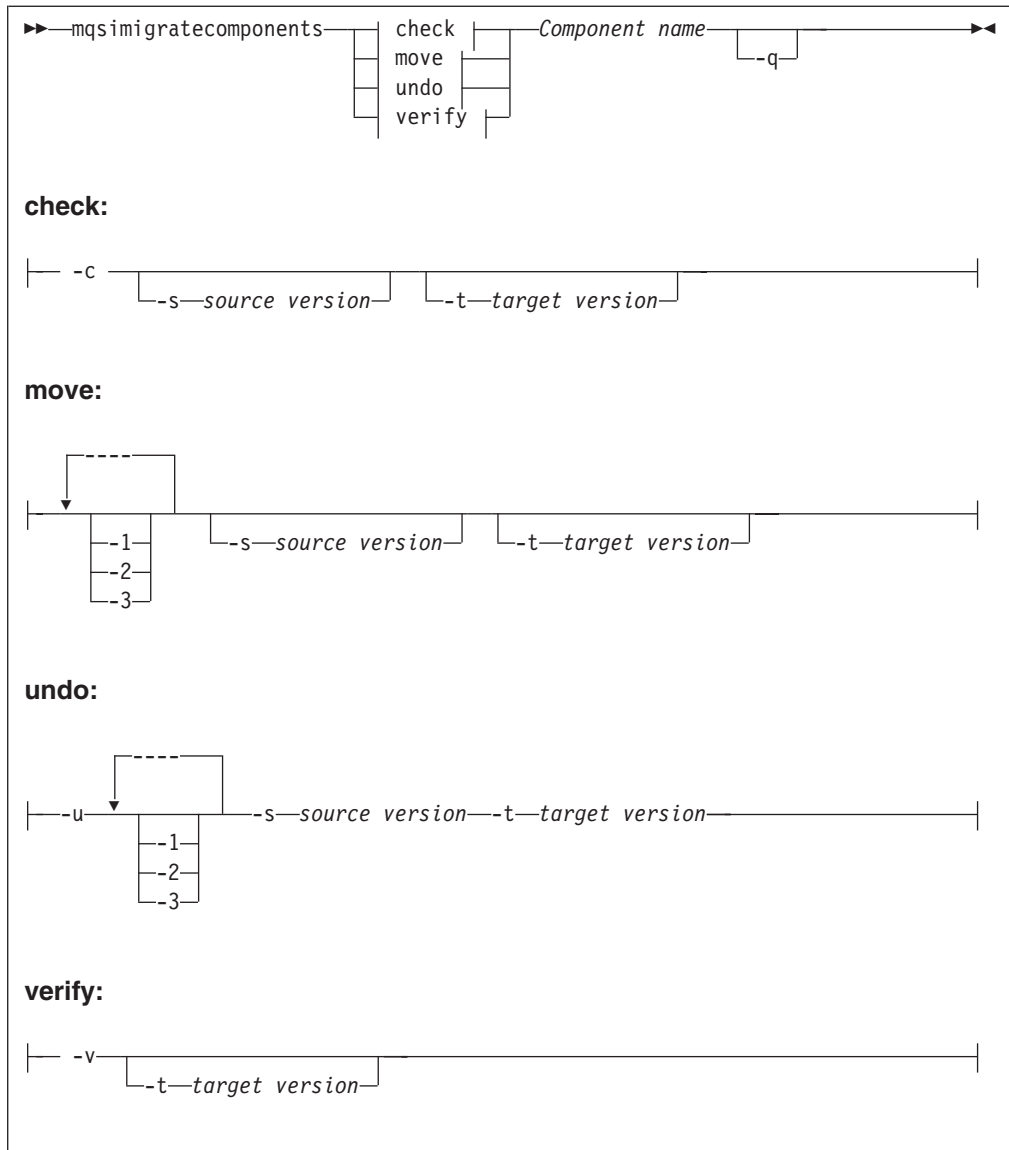 mqsimigratecomponents check Component name
move -q
undo
verify
check:
-c
-s source version -t target version
move:
----
-1 -s source version -t target version
-2
-3
undo:
----
-u -s source version -t target version
-1
-2
-3
verify:
-v
-t target version